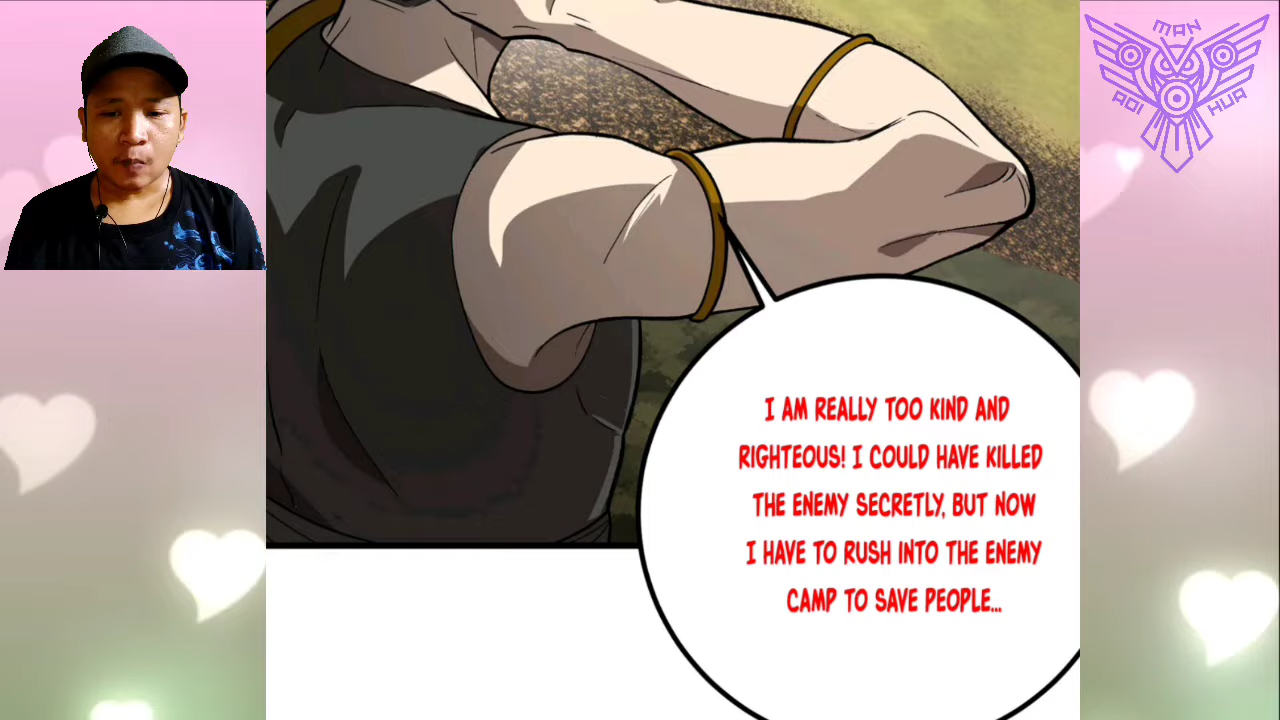 MAN
AOI HUA
I AM REALLY TOO KIND AND
RIGHTEOUS! I COULD HAVE KILLED
THE ENEMY SECRETLY, BUT NOW
I HAVE TO RUSH INTO THE ENEMY
CAMP TO SAVE PEOPLE...